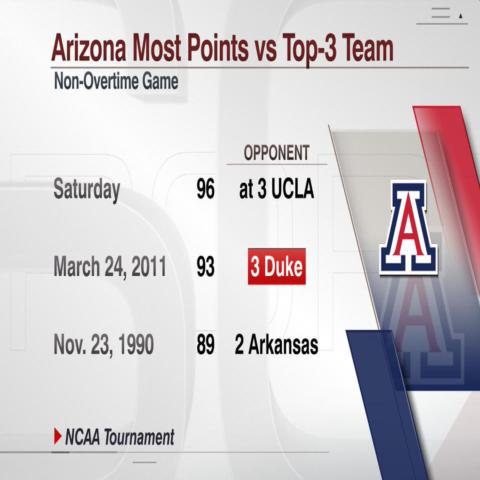 Arizona Most Points vs Top-3 Team
Non-Overtime Game
OPPONENT
Saturday 96 at 3 UCLA
March 24, 2011 93 3 Duke
Nov. 23, 1990 89 2 Arkansas
NCAA Tournament
A